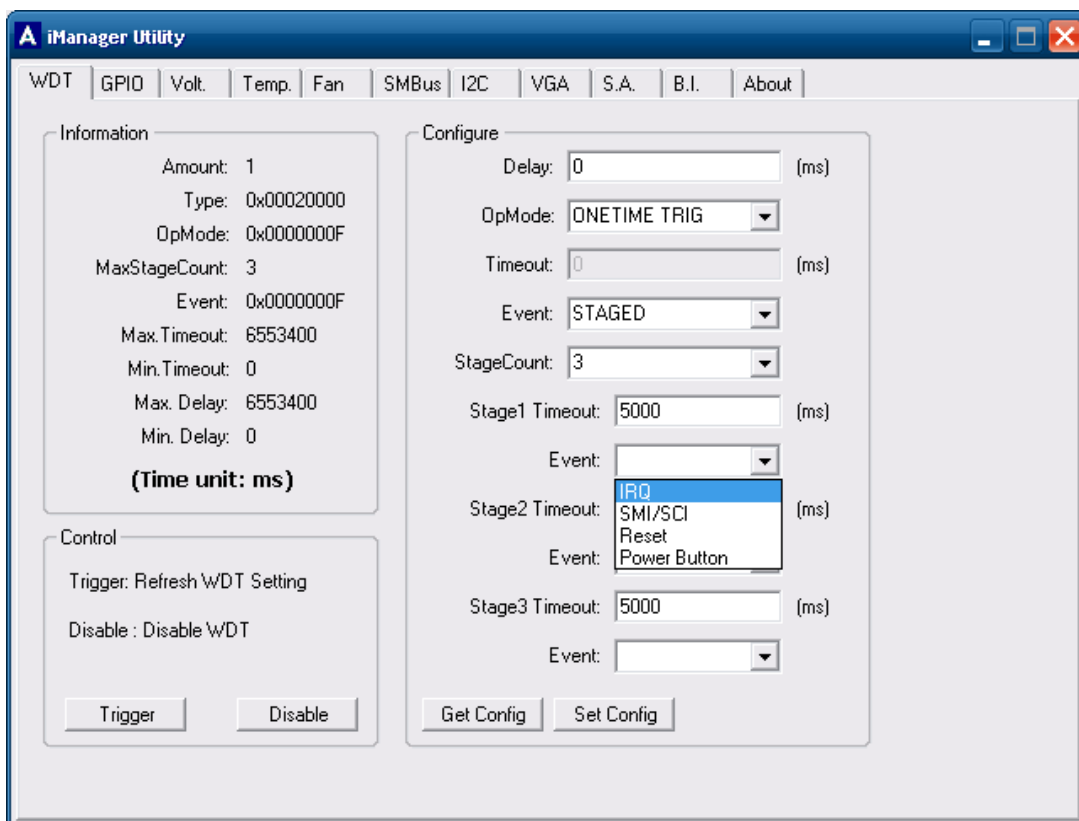 A iManager Utility
WDT GPIO Volt. Temp. Fan SMBus I2C VGA S.A. B.I. About
Information
Amount: 1
Type: 0x00020000
OpMode: 0x0000000F
MaxStageCount: 3
Event: 0x0000000F
Max.Timeout: 6553400
Min.Timeout: 0
Max. Delay: 6553400
Min. Delay: 0
(Time unit: ms)
Control
Trigger: Refresh WDT Setting
Disable : Disable WDT
Trigger Disable
Configure
Delay: 0 (ms)
OpMode: ONETIME TRIG
Timeout: 0 (ms)
Event: STAGED
StageCount: 3
Stage1 Timeout: 5000 (ms)
Event:
IRQ
SMI/SCI
Reset
Power Button
Stage2 Timeout: (ms)
Event:
Stage3 Timeout: 5000 (ms)
Event:
Get Config Set Config